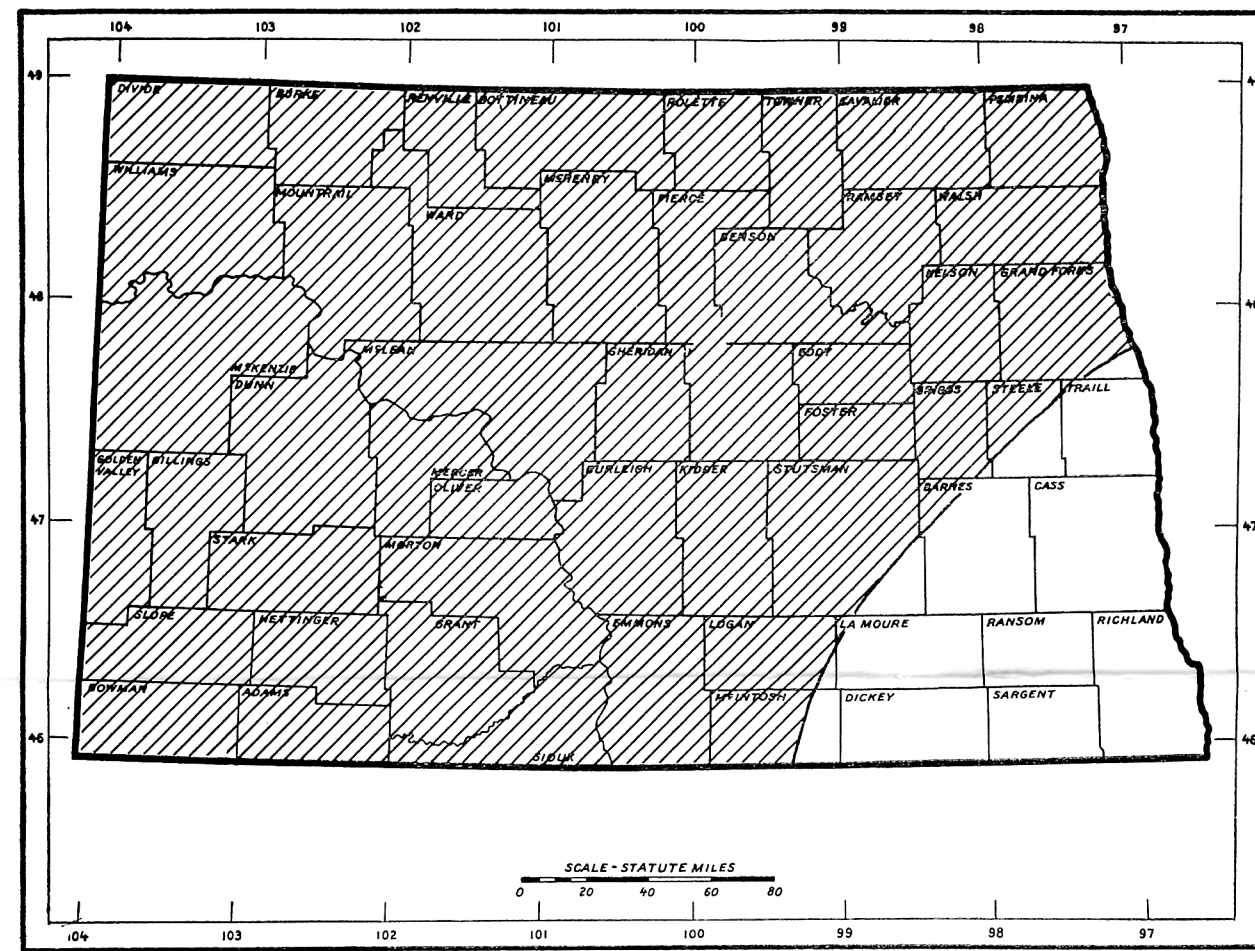 104 103 102 101 100 99 98 97
49
DIVIDE BURKE RENVILLE BOTTINEAU ROLETTE TOWNER CAVALIER PEMBINA
WILLIAMS MOUNTRAIL WARD McHENRY PIERCE BENSON RAMSEY WALSH
NELSON GRAND FORKS
48
McKENZIE
DUNN McLEAN SHERIDAN EDDY
FOSTER GRIGGS STEELE TRAILL
GOLDEN
VALLEY
BILLINGS MERCER
OLIVER BURLEIGH KIDDER STUTSMAN BARNES CASS
47 47
STARK MORTON
SLOPE HETTINGER GRANT EMMONS LOGAN LA MOURE RANSOM RICHLAND
BOWMAN ADAMS McINTOSH DICKEY SARGENT
46 46
SIOUX
SCALE - STATUTE MILES
0 20 40 60 80
104 103 102 101 100 99 98 97